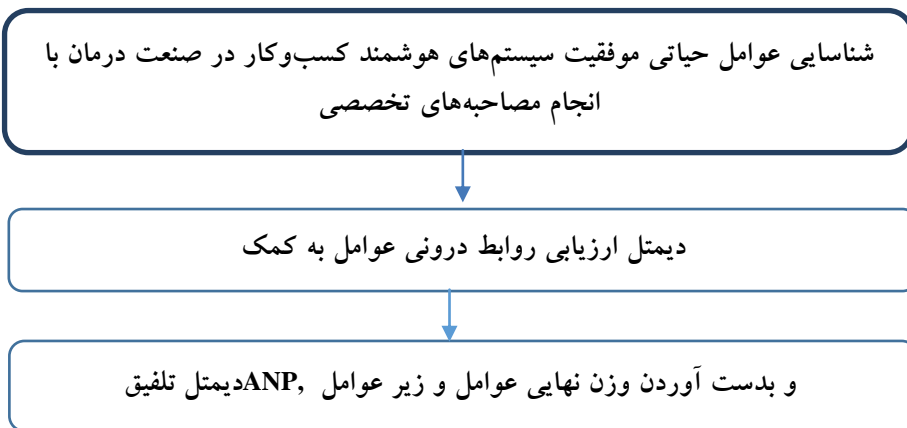 شناسایی عوامل حیاتی موفقیت سیستم‌های هوشمند کسب‌وکار در صنعت درمان با
انجام مصاحبه‌های تخصصی
دیمتل ارزیابی روابط درونی عوامل به کمک
و بدست آوردن وزن نهایی عوامل و زیر عوامل ,ANPدیمتل تلفیق